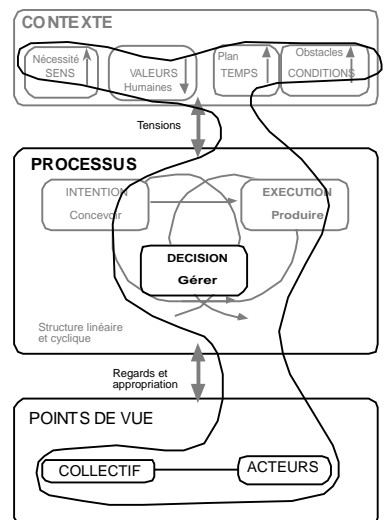 CONTEXTE
Nécessité
SENS
VALEURS
Humaines
Plan
TEMPS
Obstacles
CONDITIONS
Tensions
PROCESSUS
INTENTION
Concevoir
EXECUTION
Produire
DECISION
Gérer
Structure linéaire
et cyclique
Regards et
appropriation
POINTS DE VUE
COLLECTIF
ACTEURS